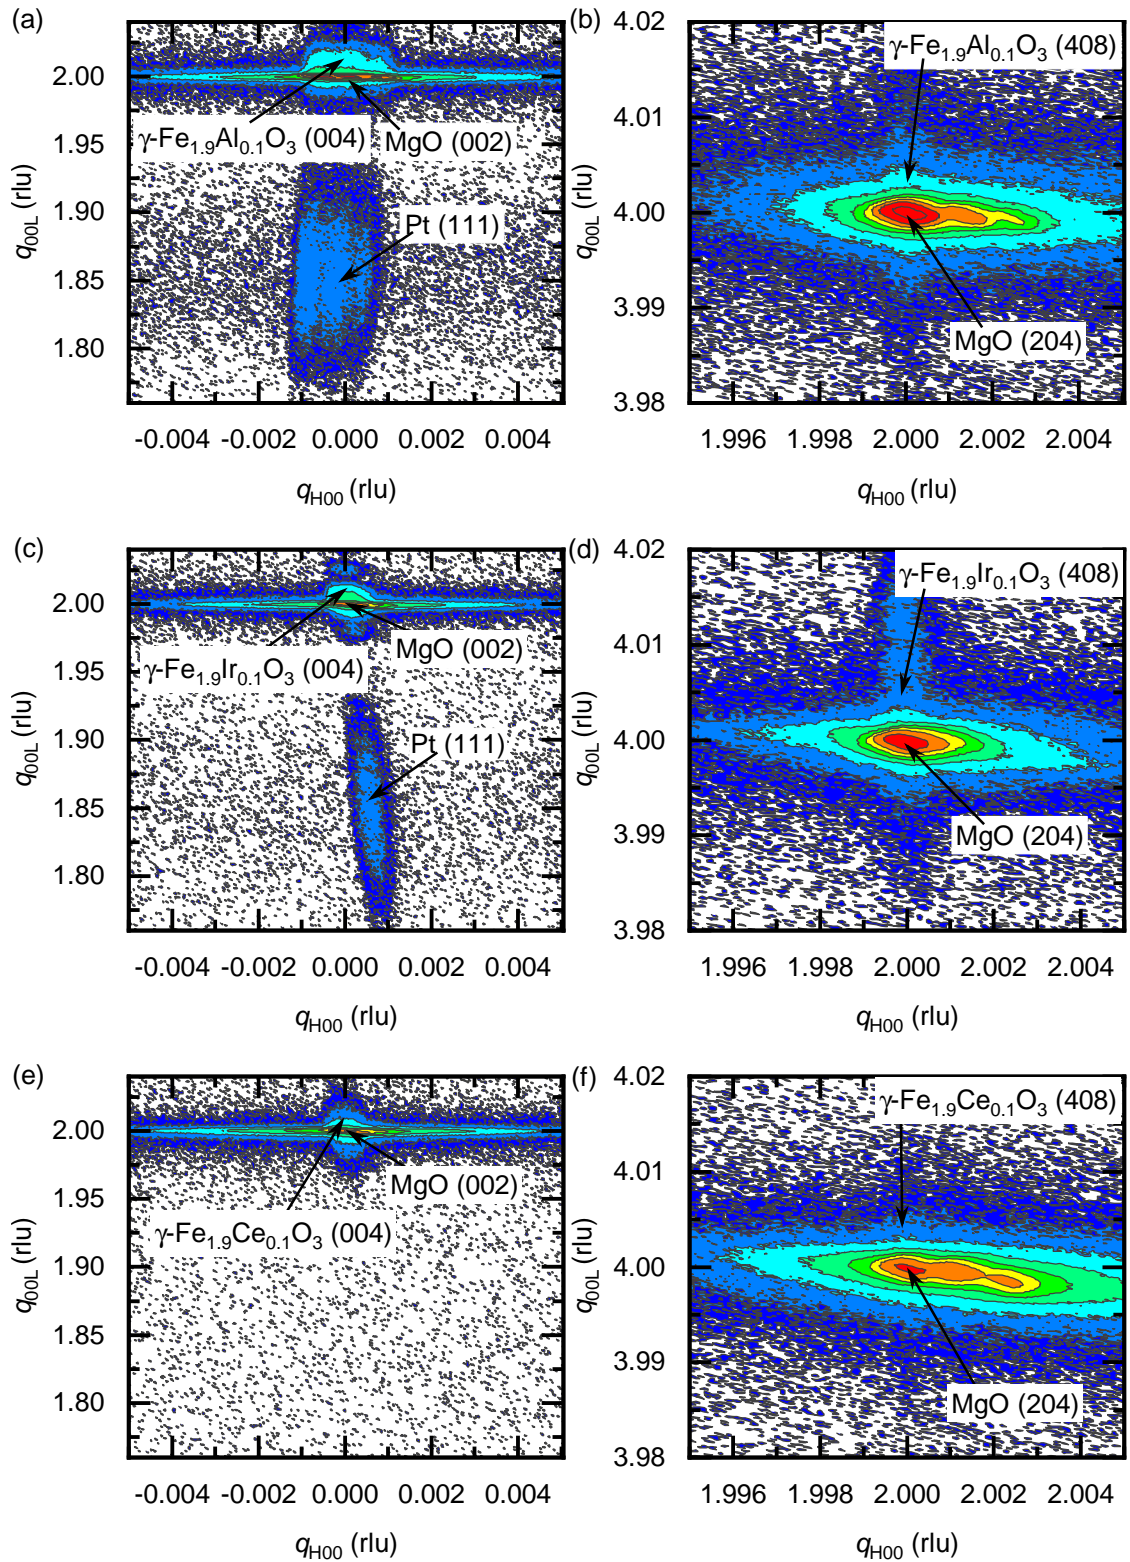 (a)
2.00
1.95
1.90
1.85
1.80
q00L (rlu)
γ-Fe1.9Al0.1O3 (004)
MgO (002)
Pt (111)
-0.004 -0.002 0.000 0.002 0.004
qH00 (rlu)
(b)
4.02
4.01
4.00
3.99
3.98
q00L (rlu)
γ-Fe1.9Al0.1O3 (408)
MgO (204)
1.996 1.998 2.000 2.002 2.004
qH00 (rlu)
(c)
2.00
1.95
1.90
1.85
1.80
q00L (rlu)
MgO (002)
γ-Fe1.9Ir0.1O3 (004)
Pt (111)
-0.004 -0.002 0.000 0.002 0.004
qH00 (rlu)
(d)
4.02
4.01
4.00
3.99
3.98
q00L (rlu)
γ-Fe1.9Ir0.1O3 (408)
MgO (204)
1.996 1.998 2.000 2.002 2.004
qH00 (rlu)
(e)
2.00
1.95
1.90
1.85
1.80
q00L (rlu)
MgO (002)
γ-Fe1.9Ce0.1O3 (004)
-0.004 -0.002 0.000 0.002 0.004
qH00 (rlu)
(f)
4.02
4.01
4.00
3.99
3.98
q00L (rlu)
γ-Fe1.9Ce0.1O3 (408)
MgO (204)
1.996 1.998 2.000 2.002 2.004
qH00 (rlu)